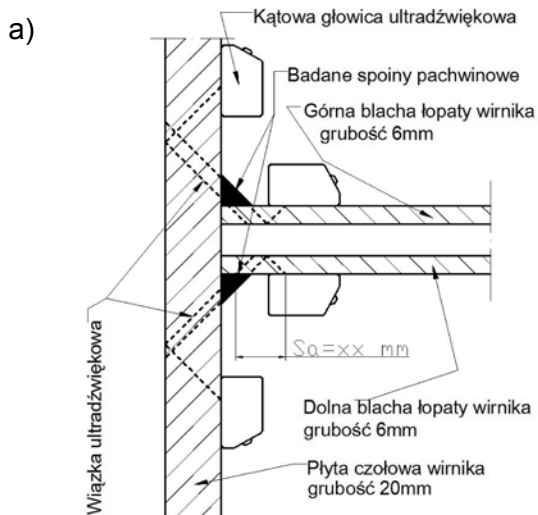 a)
Kątowa głowica ultradźwiękowa
Badane spoiny pachwinowe
Górna blacha łopaty wirnika
grubość 6mm
Wiązka ultradźwiękowa
Sa=xx mm
Dolna blacha łopaty wirnika
grubość 6mm
Płyta czołowa wirnika
grubość 20mm